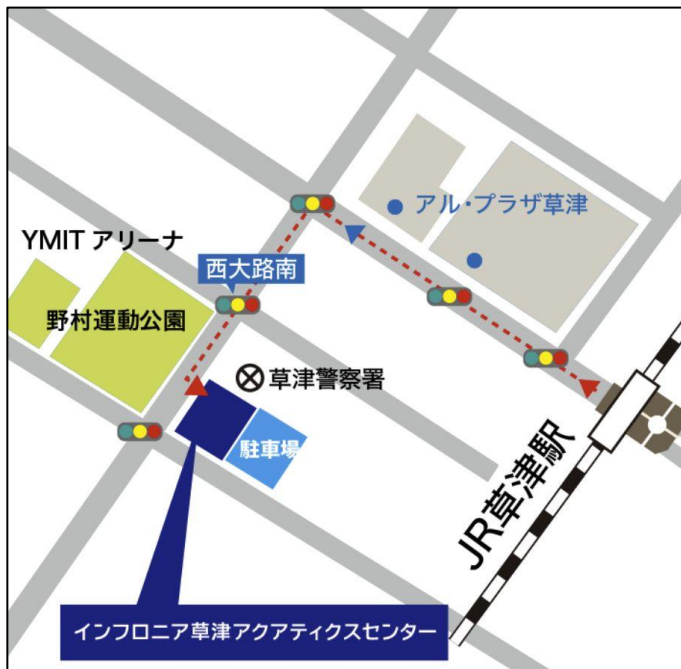 アル・プラザ草津
YMIT アリーナ
西大路南
野村運動公園
草津警察署
駐車場
JR草津駅
インフロニア草津アクアティクスセンター